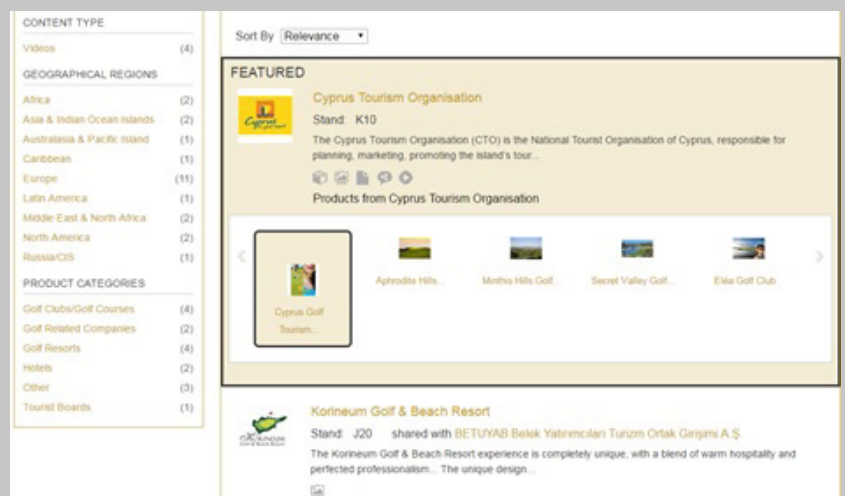 CONTENT TYPE
Videos (4)
GEOGRAPHICAL REGIONS
Africa (2)
Asia & Indian Ocean Islands (2)
Australasia & Pacific Island (1)
Caribbean (1)
Europe (11)
Latin America (1)
Middle East & North Africa (2)
North America (2)
Russia/CIS (1)
PRODUCT CATEGORIES
Golf Clubs/Golf Courses (4)
Golf Related Companies (2)
Golf Resorts (4)
Hotels (2)
Other (3)
Tourist Boards (1)
Sort By Relevance
FEATURED
Cyprus
Cyprus Tourism Organisation
Stand: K10
The Cyprus Tourism Organisation (CTO) is the National Tourist Organisation of Cyprus, responsible for
planning, marketing, promoting the island's tour...
Products from Cyprus Tourism Organisation
Cyprus Golf
Tourism...
Aphrodite Hills...
Minthis Hills Golf...
Secret Valley Golf...
Eléa Golf Club
KORINEUM
Korineum Golf & Beach Resort
Stand: J20 shared with BETUYAB Belek Yatırımcıları Turizm Ortak Girişimi A.Ş.
The Korineum Golf & Beach Resort experience is completely unique, with a blend of warm hospitality and
perfected professionalism... The unique design...